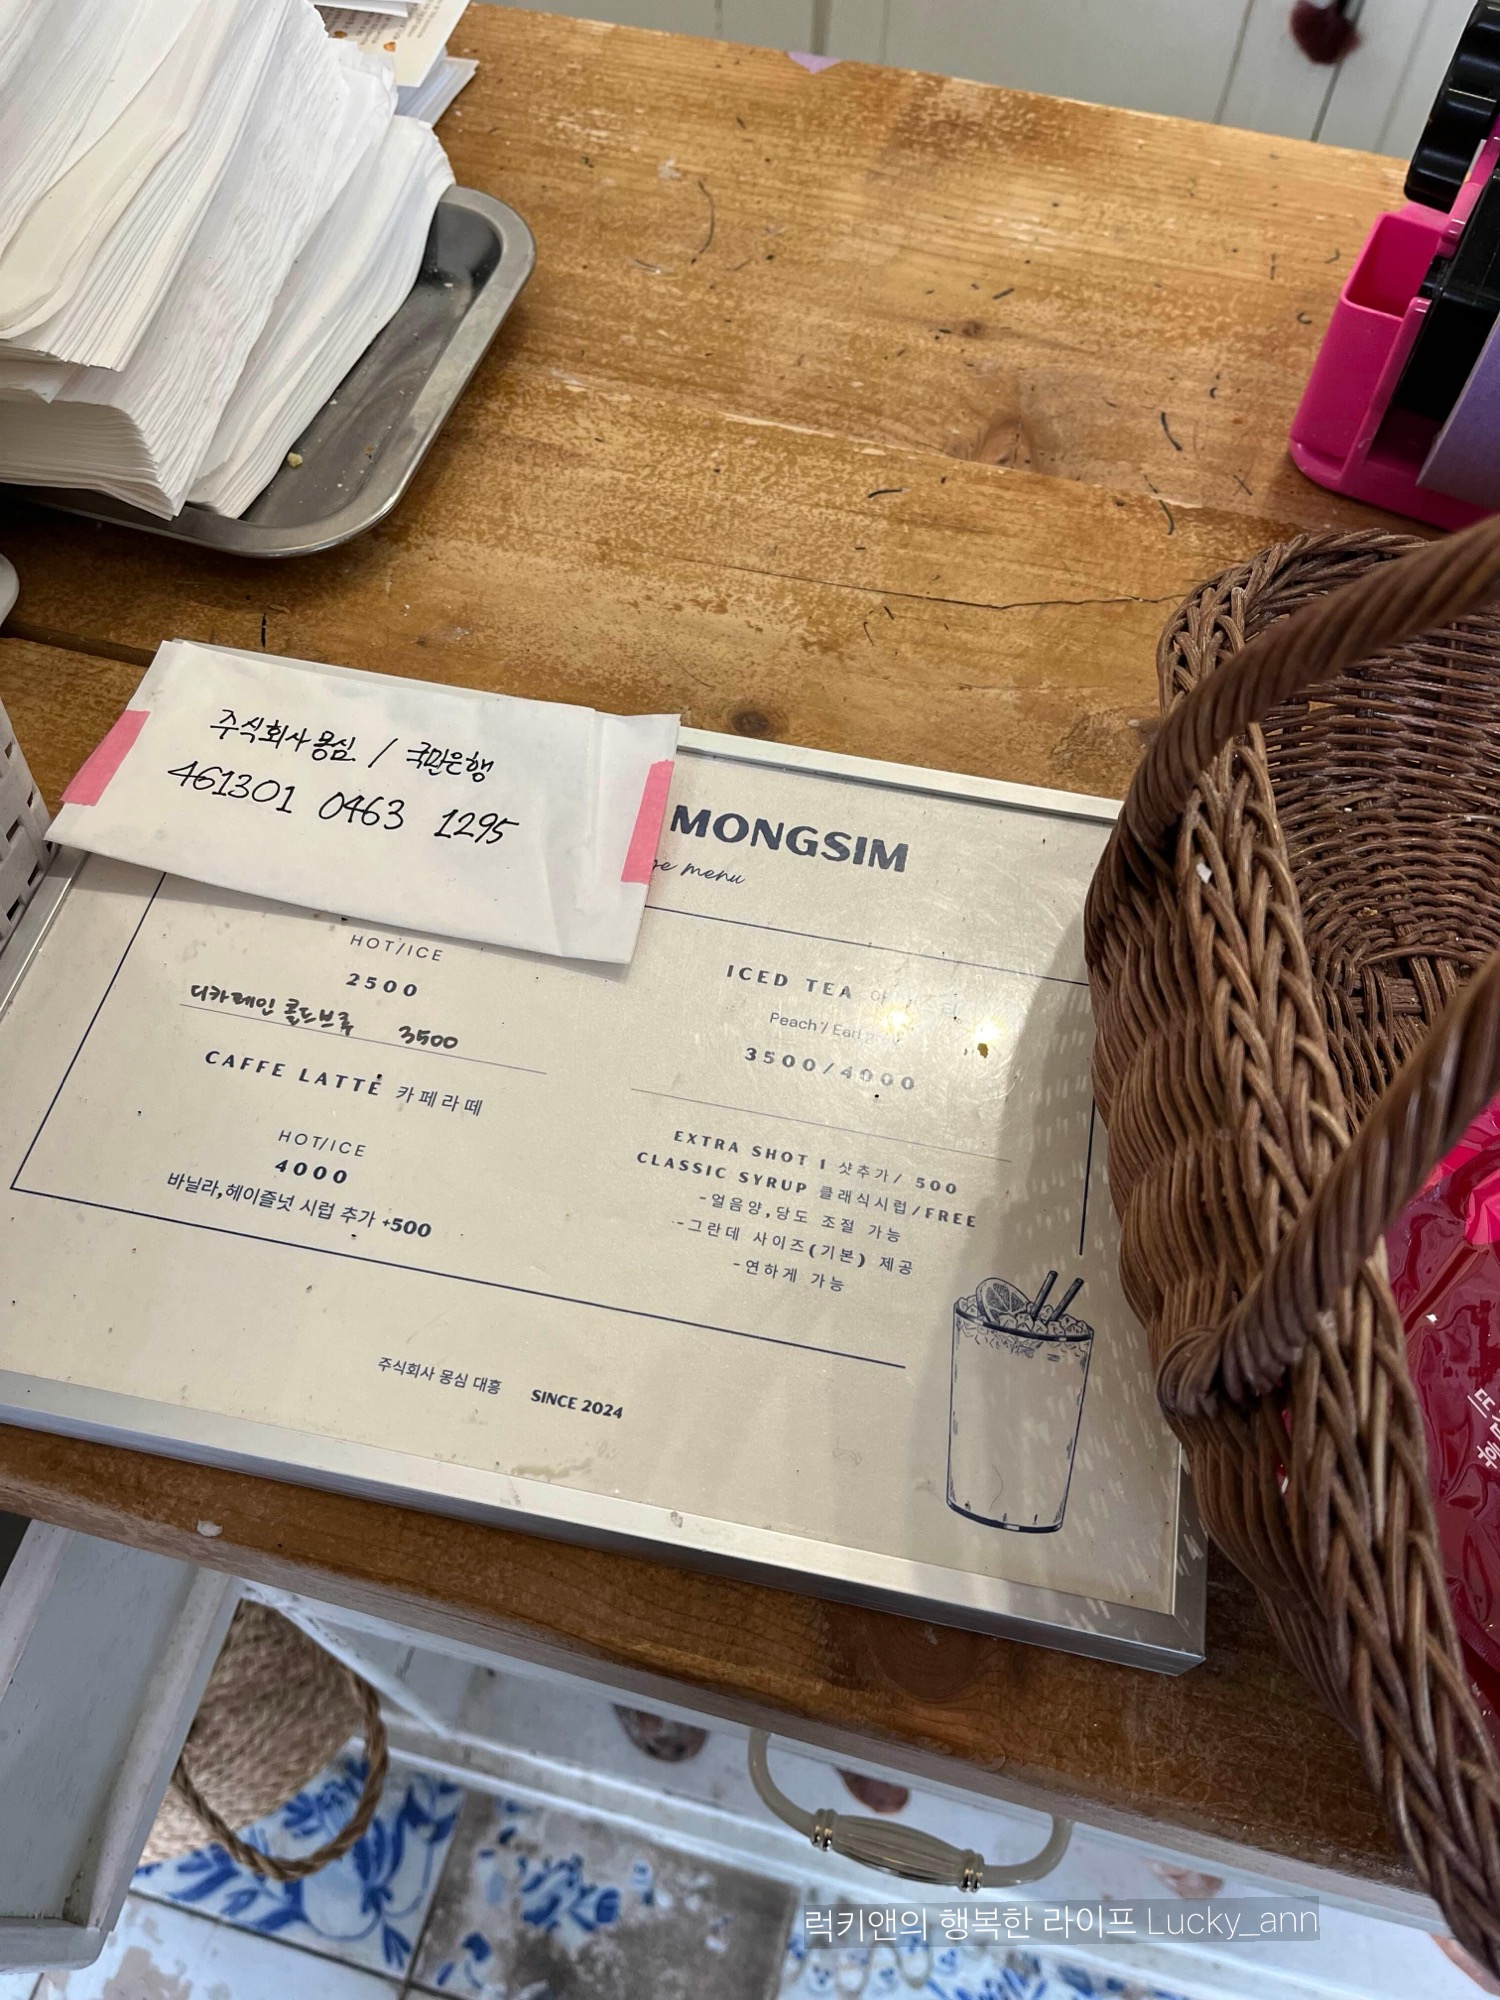 주식회사 몽심 / 국민은행
461301 0463 1295
MONGSIM
menu
HOT/ICE
2500
디카페인 콜드브루 3500
CAFFE LATTE 카페라떼
HOT/ICE
4000
바닐라,헤이즐넛 시럽 추가 +500
ICED TEA
Peach / Earl
3500/4000
EXTRA SHOT I 샷추가/ 500
CLASSIC SYRUP 클래식시럽/FREE
-얼음양,당도 조절 가능
-그란데 사이즈(기본) 제공
-연하게 가능
주식회사 몽심 대흥 SINCE 2024
럭키앤의 행복한 라이프 Lucky_ann